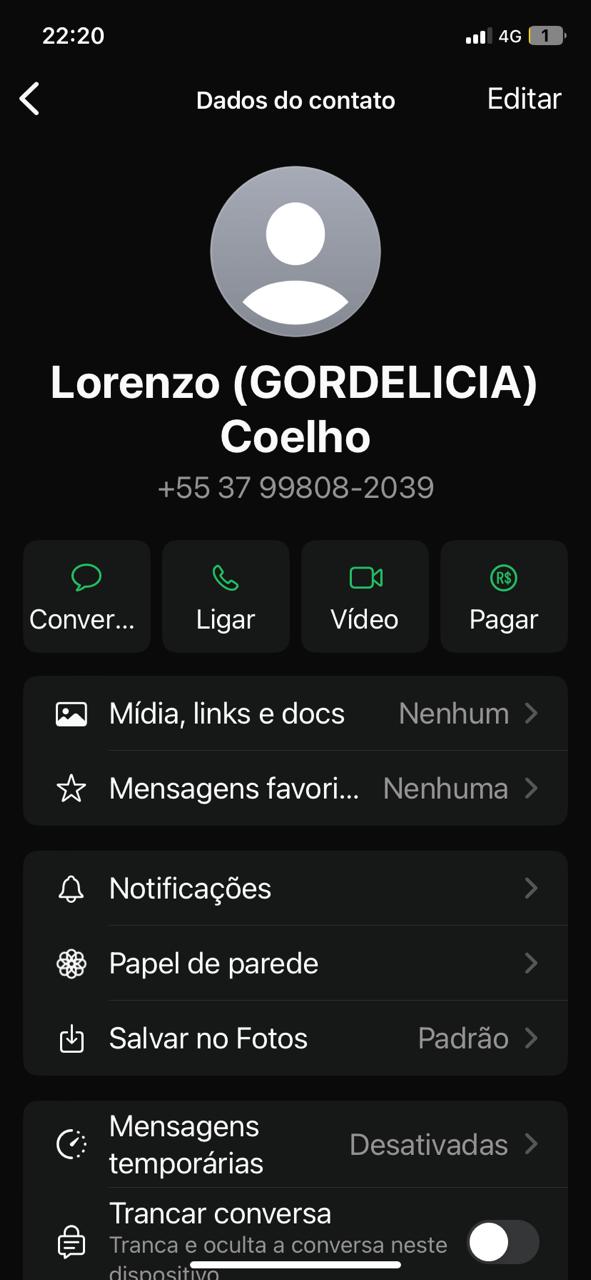 22:20
4G 1
Dados do contato
Editar
Lorenzo (GORDELICIA)
Coelho
+55 37 99808-2039
Conver...
Ligar
Vídeo
R$
Pagar
Mídia, links e docs Nenhum
Mensagens favori... Nenhuma
Notificações
Papel de parede
Salvar no Fotos Padrão
Mensagens
temporárias
Desativadas
Trancar conversa
Tranca e oculta a conversa neste
dispositivo